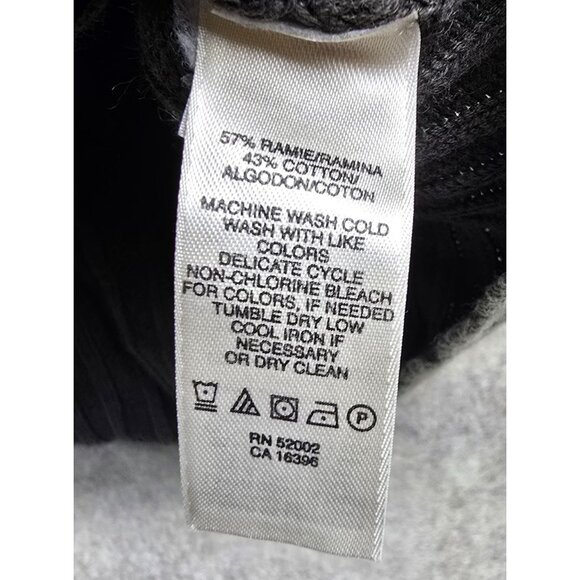 57% RAMIE/RAMINA
43% COTTON/
ALGODON/COTON
MACHINE WASH COLD
WASH WITH LIKE
COLORS
DELICATE CYCLE
NON-CHLORINE BLEACH
FOR COLORS, IF NEEDED
TUMBLE DRY LOW
COOL IRON IF
NECESSARY
OR DRY CLEAN
P
RN 52002
CA 16396